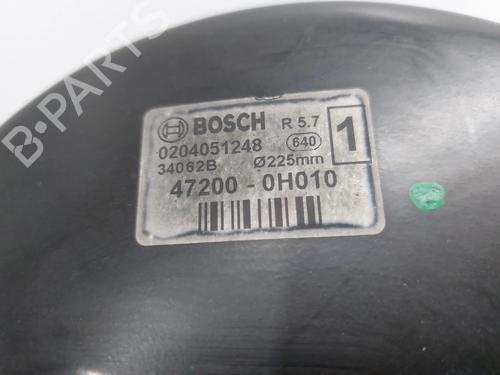 BOSCH R 5.7 1
0204051248 640
34062B Ø225mm
47200 - 0H010
B-PARTS